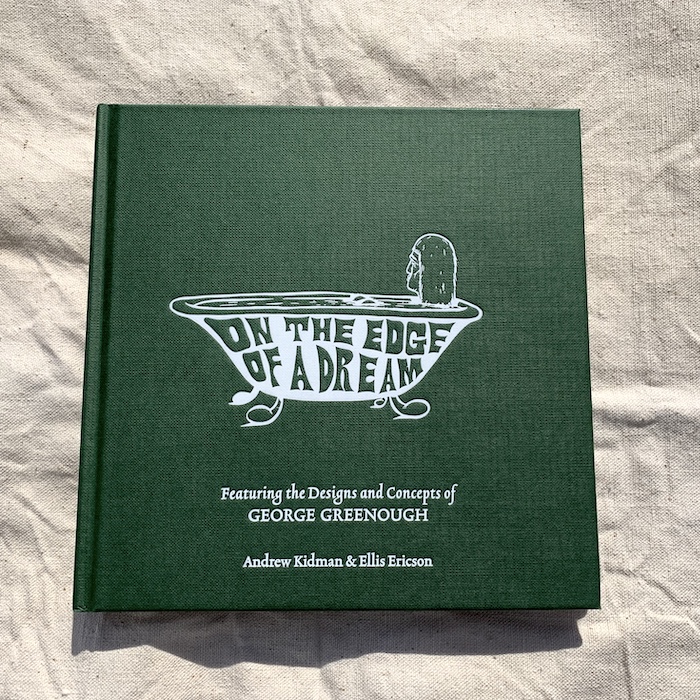 ON THE EDGE
OF A DREAM
Featuring the Designs and Concepts of
GEORGE GREENOUGH
Andrew Kidman & Ellis Ericson